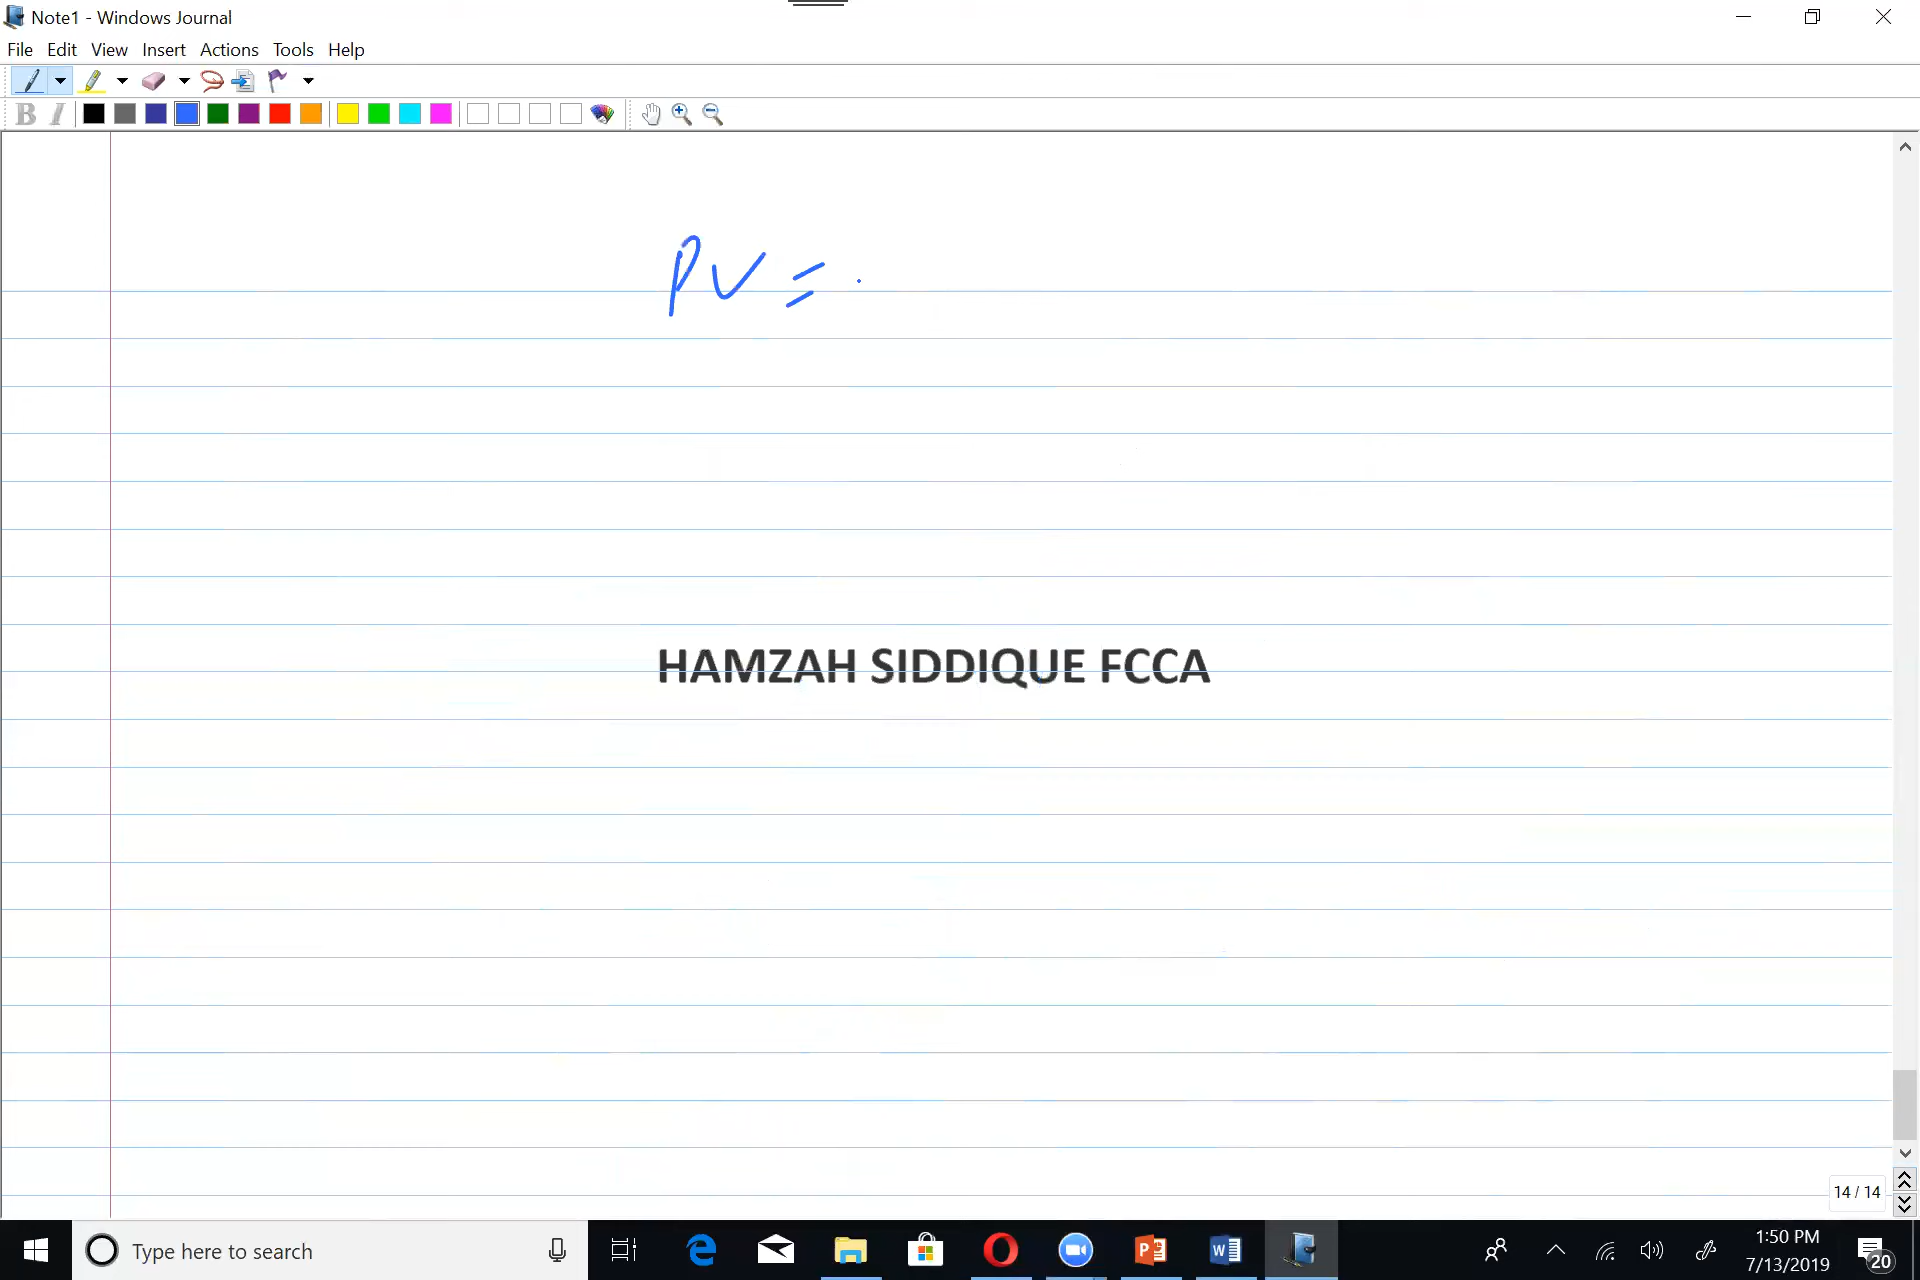 Note1 - Windows Journal
File Edit View Insert Actions Tools Help
B I
PV = .
HAMZAH SIDDIQUE FCCA
14 / 14
Type here to search
1:50 PM
7/13/2019
20